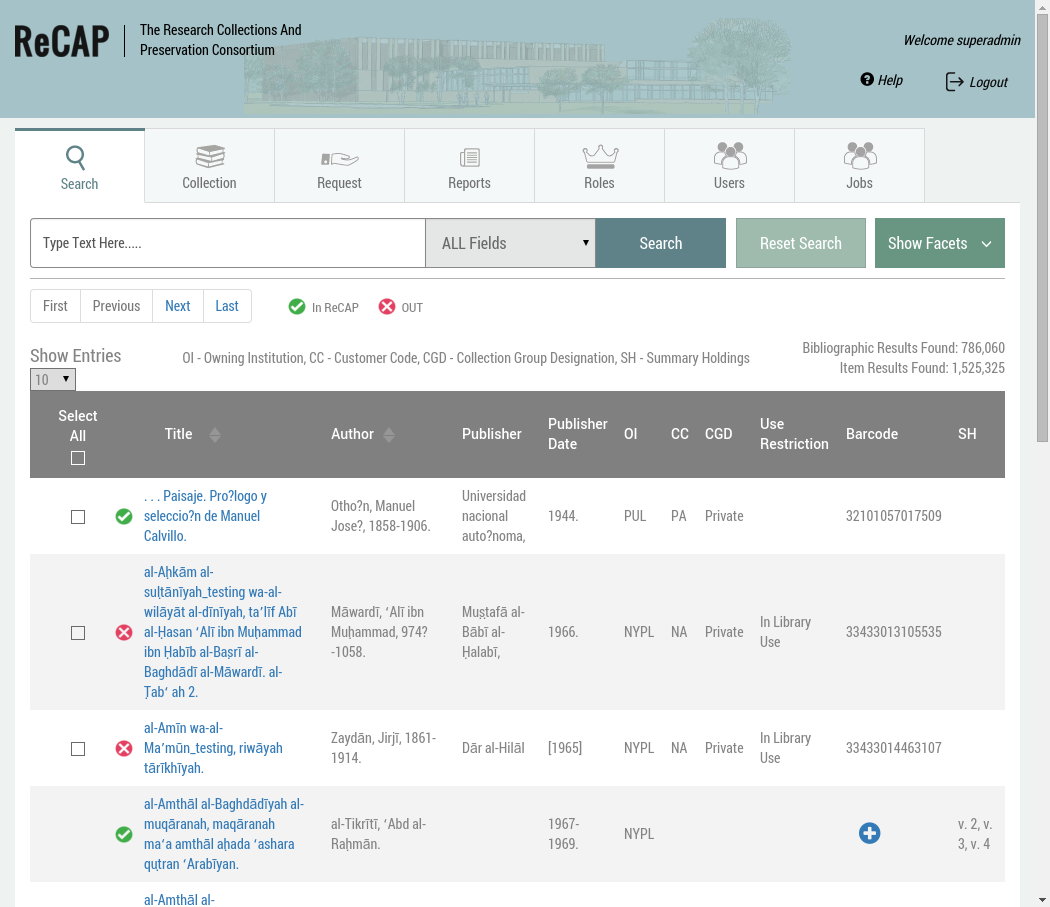 ReCAP
The Research Collections And
Preservation Consortium
Welcome superadmin
Help
Logout
Search
Collection
Request
Reports
Roles
Users
Jobs
Type Text Here.....
ALL Fields
Search
Reset Search
Show Facets
First
Previous
Next
Last
In ReCAP
OUT
Show Entries
10
OI - Owning Institution, CC - Customer Code, CGD - Collection Group Designation, SH - Summary Holdings
Bibliographic Results Found: 786,060
Item Results Found: 1,525,325
Select
All
Title
Author
Publisher
Publisher
Date
OI
CC
CGD
Use
Restriction
Barcode
SH
. . . Paisaje. Pro?logo y
seleccio?n de Manuel
Calvillo.
Otho?n, Manuel
Jose?, 1858-1906.
Universidad
nacional
auto?noma,
1944.
PUL
PA
Private
32101057017509
al-Aḥkām al-
sulṭānīyah_testing wa-al-
wilāyāt al-dīnīyah, ta’līf Abī
al-Ḥasan ‘Alī ibn Muḥammad
ibn Ḥabīb al-Baṣrī al-
Baghdādī al-Māwardī. al-
Ṭab‘ ah 2.
Māwardī, ‘Alī ibn
Muḥammad, 974?
-1058.
Muṣṭafā al-
Bābī al-
Ḥalabī,
1966.
NYPL
NA
Private
In Library
Use
33433013105535
al-Amīn wa-al-
Ma’mūn_testing, riwāyah
tārīkhīyah.
Zaydān, Jirjī, 1861-
1914.
Dār al-Hilāl
[1965]
NYPL
NA
Private
In Library
Use
33433014463107
al-Amthāl al-Baghdādīyah al-
muqāranah, maqāranah
ma‘a amthāl aḥada ‘ashara
quṭran ‘Arabīyan.
al-Tikrītī, ‘Abd al-
Raḥmān.
1967-
1969.
NYPL
v. 2, v.
3, v. 4
al-Amthāl al-